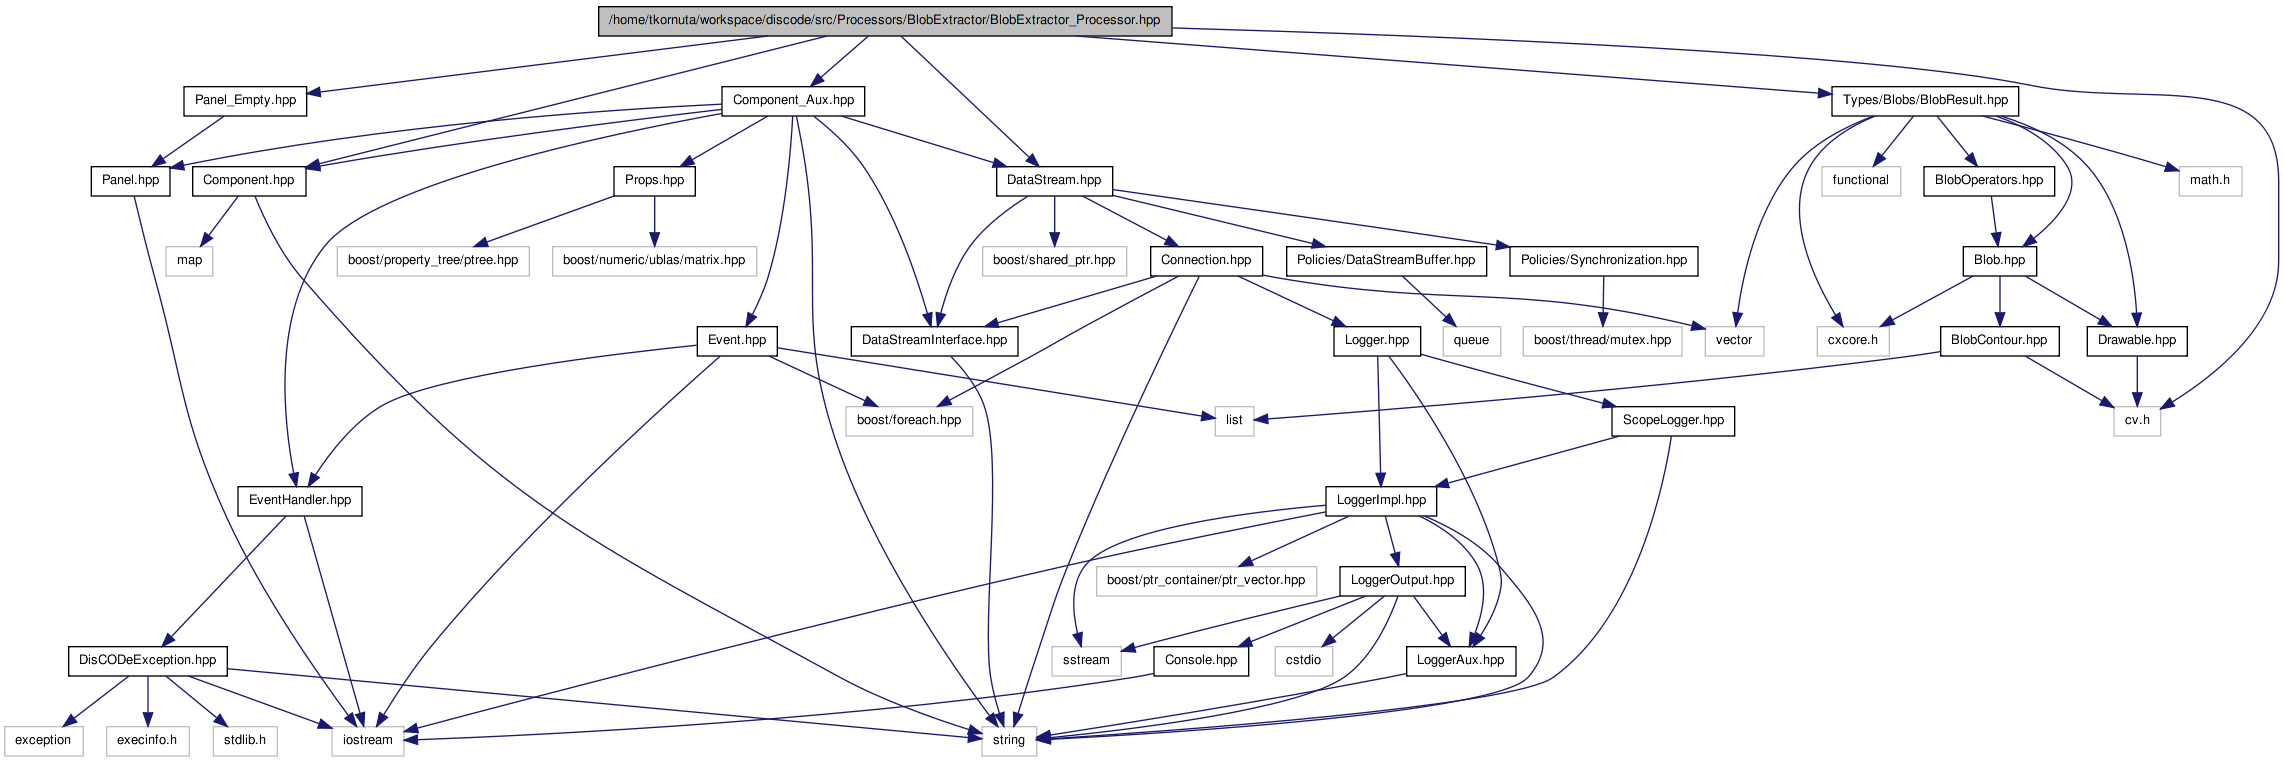 /home/tkornuta/workspace/discode/src/Processors/BlobExtractor/BlobExtractor_Processor.hpp
Panel_Empty.hpp
Component_Aux.hpp
Types/Blobs/BlobResult.hpp
Panel.hpp
Component.hpp
Props.hpp
DataStream.hpp
functional
BlobOperators.hpp
math.h
map
boost/property_tree/ptree.hpp
boost/numeric/ublas/matrix.hpp
boost/shared_ptr.hpp
Connection.hpp
Policies/DataStreamBuffer.hpp
Policies/Synchronization.hpp
Blob.hpp
Event.hpp
DataStreamInterface.hpp
Logger.hpp
queue
boost/thread/mutex.hpp
vector
cxcore.h
BlobContour.hpp
Drawable.hpp
boost/foreach.hpp
list
ScopeLogger.hpp
cv.h
EventHandler.hpp
LoggerImpl.hpp
boost/ptr_container/ptr_vector.hpp
LoggerOutput.hpp
DisCODeException.hpp
sstream
Console.hpp
cstdio
LoggerAux.hpp
exception
execinfo.h
stdlib.h
iostream
string